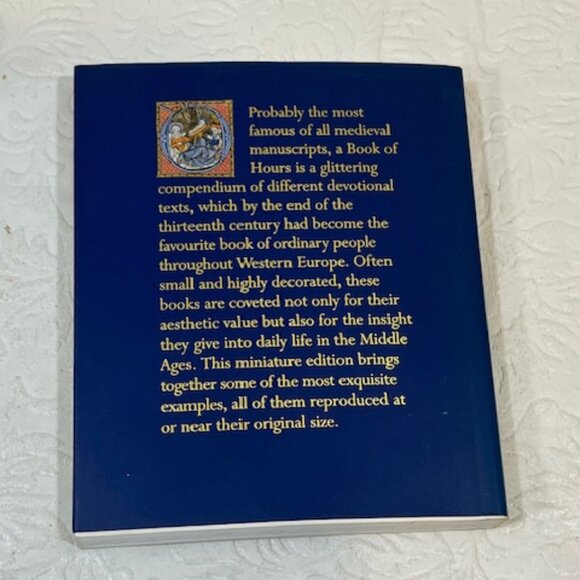 Probably the most
famous of all medieval
manuscripts, a Book of
Hours is a glittering
compendium of different devotional
texts, which by the end of the
thirteenth century had become the
favourite book of ordinary people
throughout Western Europe. Often
small and highly decorated, these
books are coveted not only for their
aesthetic value but also for the insight
they give into daily life in the Middle
Ages. This miniature edition brings
together some of the most exquisite
examples, all of them reproduced at
or near their original size.